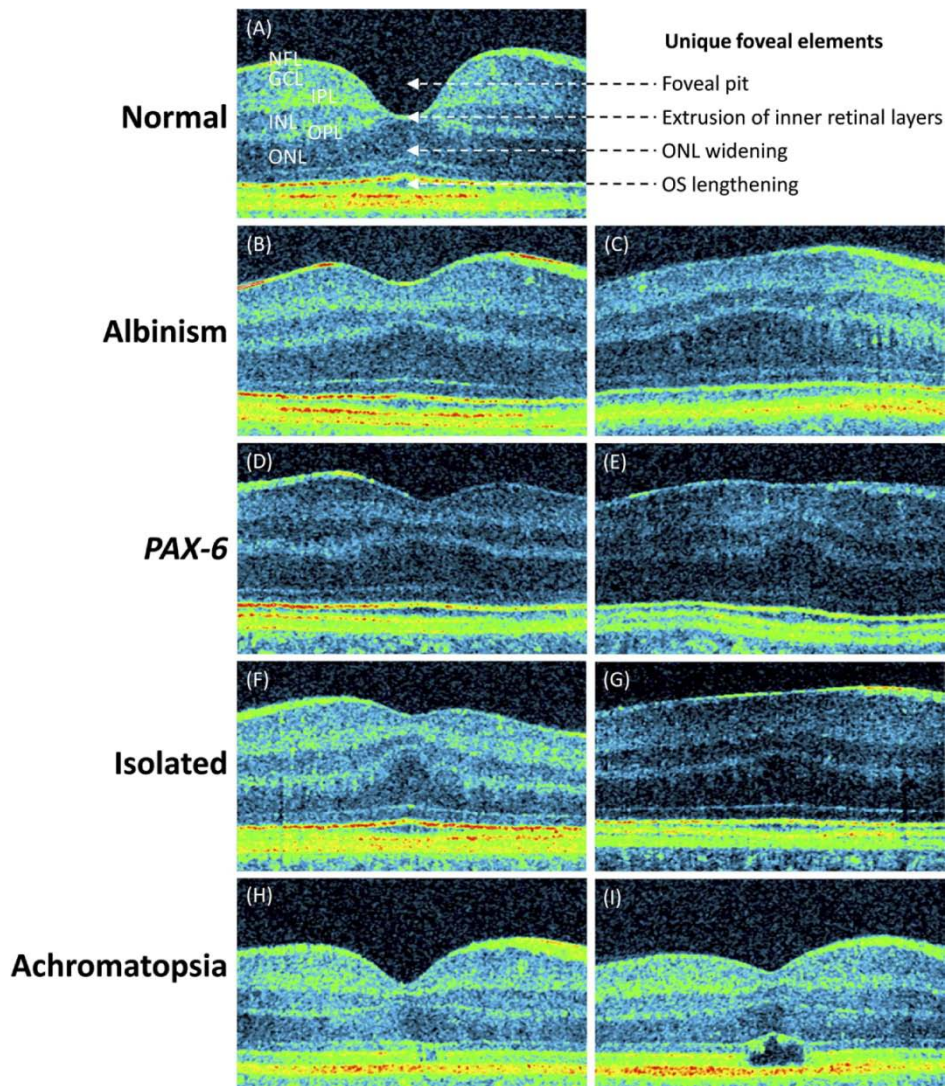 (A)
Unique foveal elements
NFL
GCL
IPL
INL
OPL
ONL
Normal
Foveal pit
Extrusion of inner retinal layers
ONL widening
OS lengthening
(B)
(C)
Albinism
(D)
(E)
PAX-6
(F)
(G)
Isolated
(H)
(I)
Achromatopsia